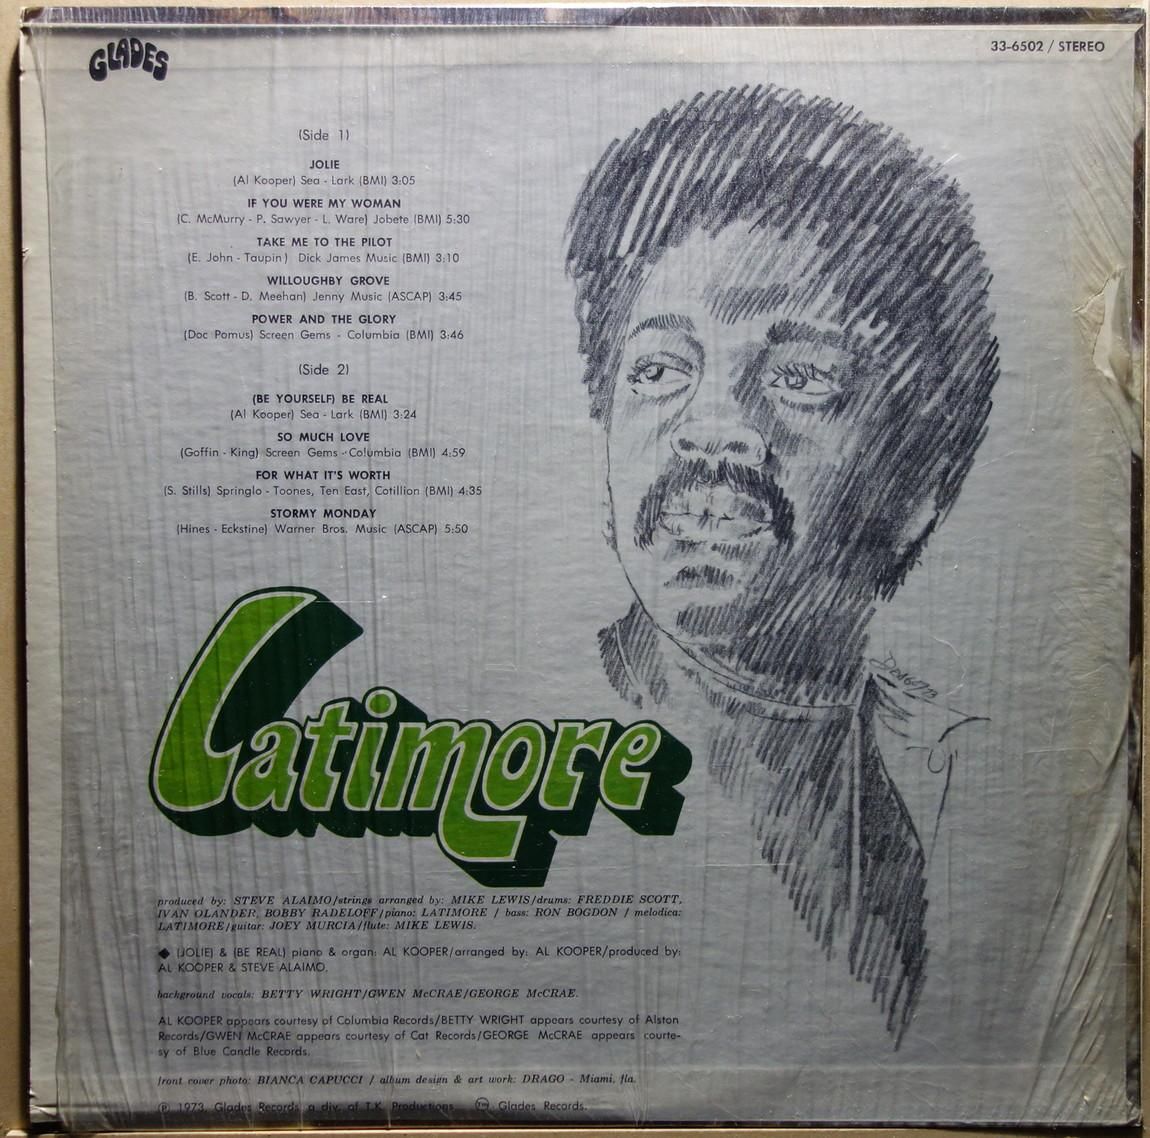 GLADES
33-6502 / STEREO
(Side 1)
JOLIE
(Al Kooper) Sea - Lark (BMI) 3:05
IF YOU WERE MY WOMAN
(C. McMurry - P. Sawyer - L. Ware) Jobete (BMI) 5:30
TAKE ME TO THE PILOT
(E. John - Taupin) Dick James Music (BMI) 3:10
WILLOUGHBY GROVE
(B. Scott - D. Meehan) Jenny Music (ASCAP) 3:45
POWER AND THE GLORY
(Doc Pomus) Screen Gems - Columbia (BMI) 3:46
(Side 2)
(BE YOURSELF) BE REAL
(Al Kooper) Sea - Lark (BMI) 3:24
SO MUCH LOVE
(Goffin - King) Screen Gems - Columbia (BMI) 4:59
FOR WHAT IT'S WORTH
(S. Stills) Springlo - Toones, Ten East, Cotillion (BMI) 4:35
STORMY MONDAY
(Hines - Eckstine) Warner Bros. Music (ASCAP) 5:50
Latimore
produced by: STEVE ALAIMO/strings arranged by: MIKE LEWIS/drums: FREDDIE SCOTT,
IVAN OLANDER, BOBBY RADELOFF/piano: LATIMORE / bass: RON BOGDON / melodica:
LATIMORE/guitar: JOEY MURCIA/flute: MIKE LEWIS.
◆ (JOLIE) & (BE REAL) piano & organ: AL KOOPER/arranged by: AL KOOPER/produced by:
AL KOOPER & STEVE ALAIMO.
background vocals: BETTY WRIGHT/GWEN McCRAE/GEORGE McCRAE.
AL KOOPER appears courtesy of Columbia Records/BETTY WRIGHT appears courtesy of Alston
Records/GWEN McCRAE appears courtesy of Cat Records/GEORGE McCRAE appears courte-
sy of Blue Candle Records.
front cover photo: BIANCA CAPUCCI / album design & art work: DRAGO - Miami, fla.
Ⓟ 1973, Glades Records a div. of T.K. Productions TM Glades Records.